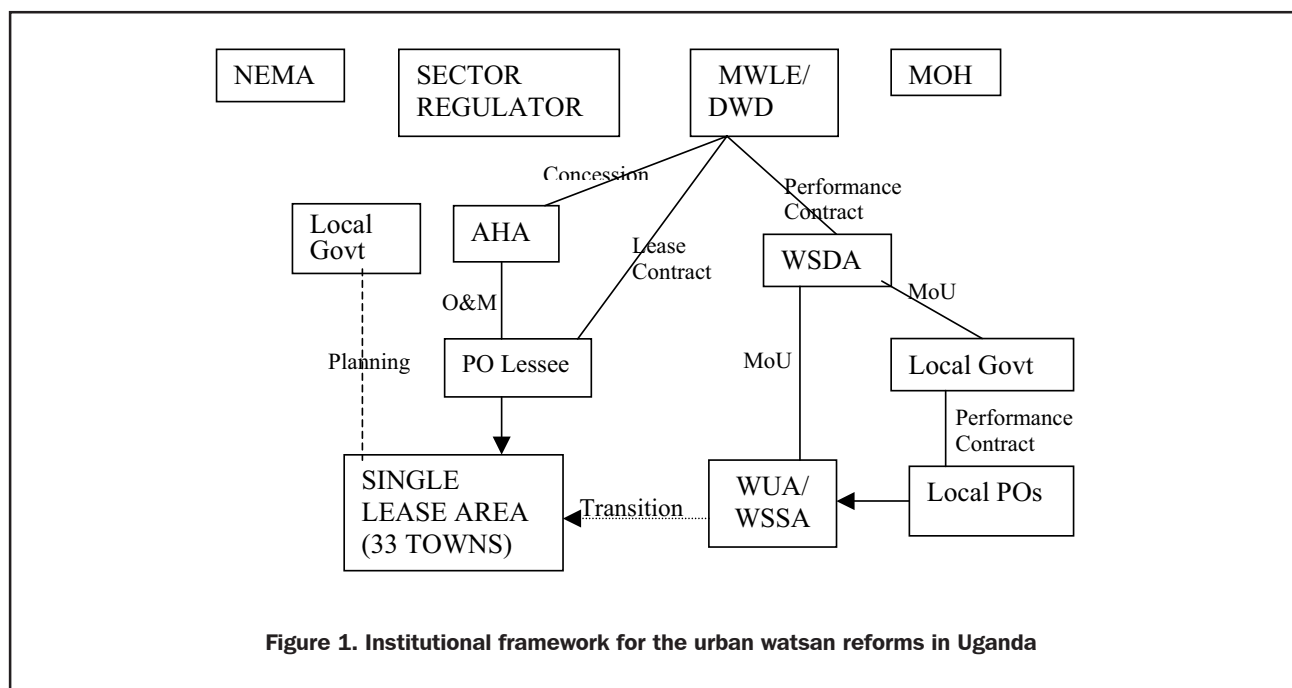 NEMA
SECTOR
REGULATOR
MWLE/
DWD
MOH
Concession
Performance
Contract
Local
Govt
AHA
Lease
Contract
WSDA
O&M
MoU
Planning
PO Lessee
MoU
Local Govt
Performance
Contract
SINGLE
LEASE AREA
(33 TOWNS)
Transition
WUA/
WSSA
Local POs
Figure 1. Institutional framework for the urban watsan reforms in Uganda